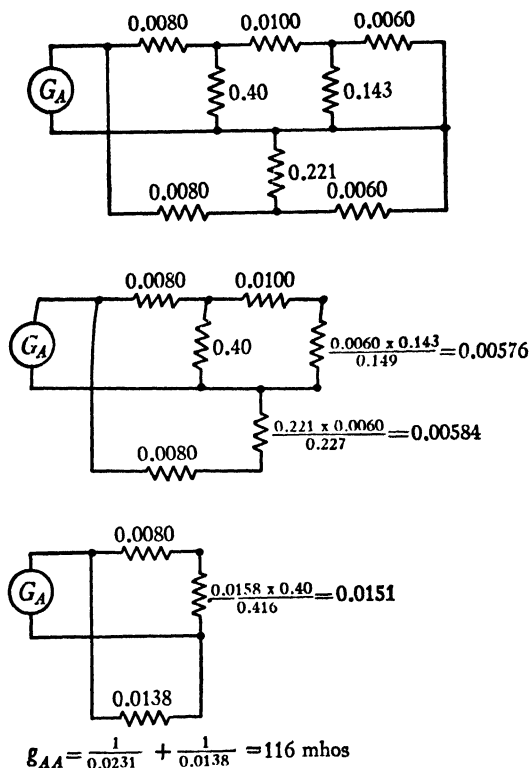 0.0080 0.0100 0.0060
G_A 0.40 0.143
0.221
0.0080 0.0060
0.0080 0.0100
G_A 0.40 0.0060 x 0.143 / 0.149 = 0.00576
0.221 x 0.0060 / 0.227 = 0.00584
0.0080
0.0080
G_A 0.0158 x 0.40 / 0.416 = 0.0151
0.0138
g_AA = 1/0.0231 + 1/0.0138 = 116 mhos